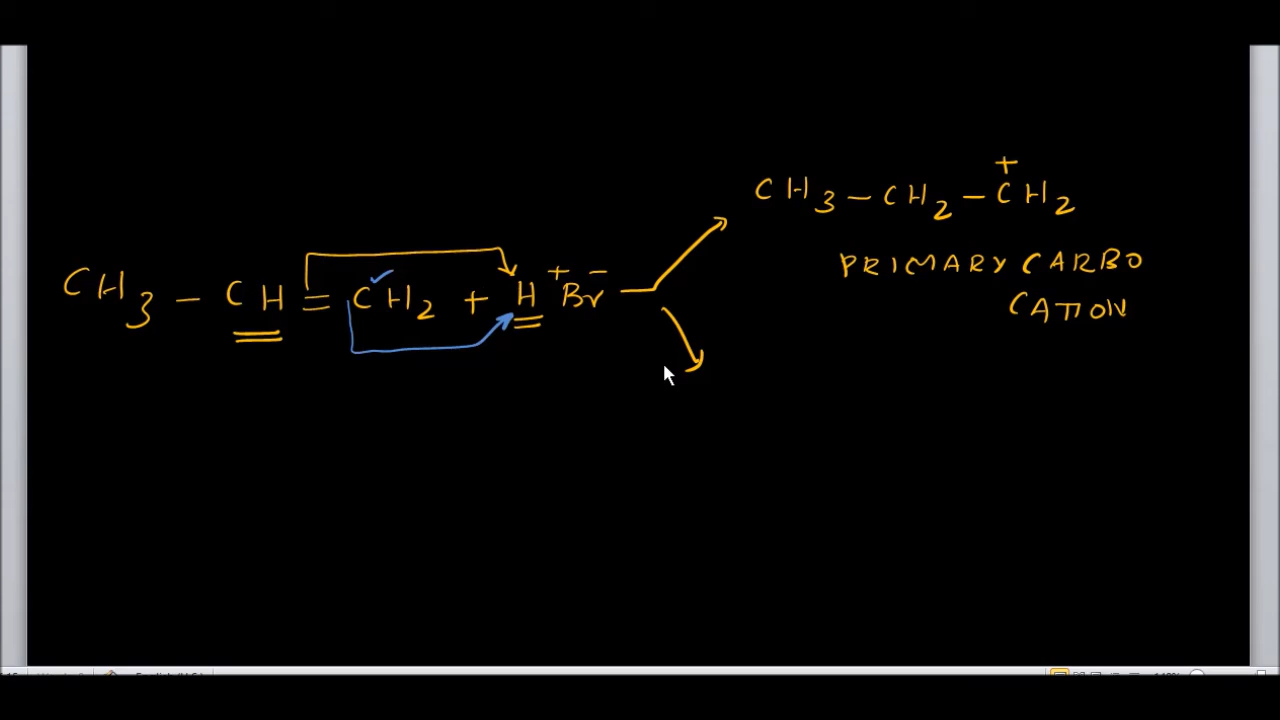 CH3 – CH2 – CH2
+
PRIMARY CARBO
CATION
CH3 – CH = CH2 + H+ Br–